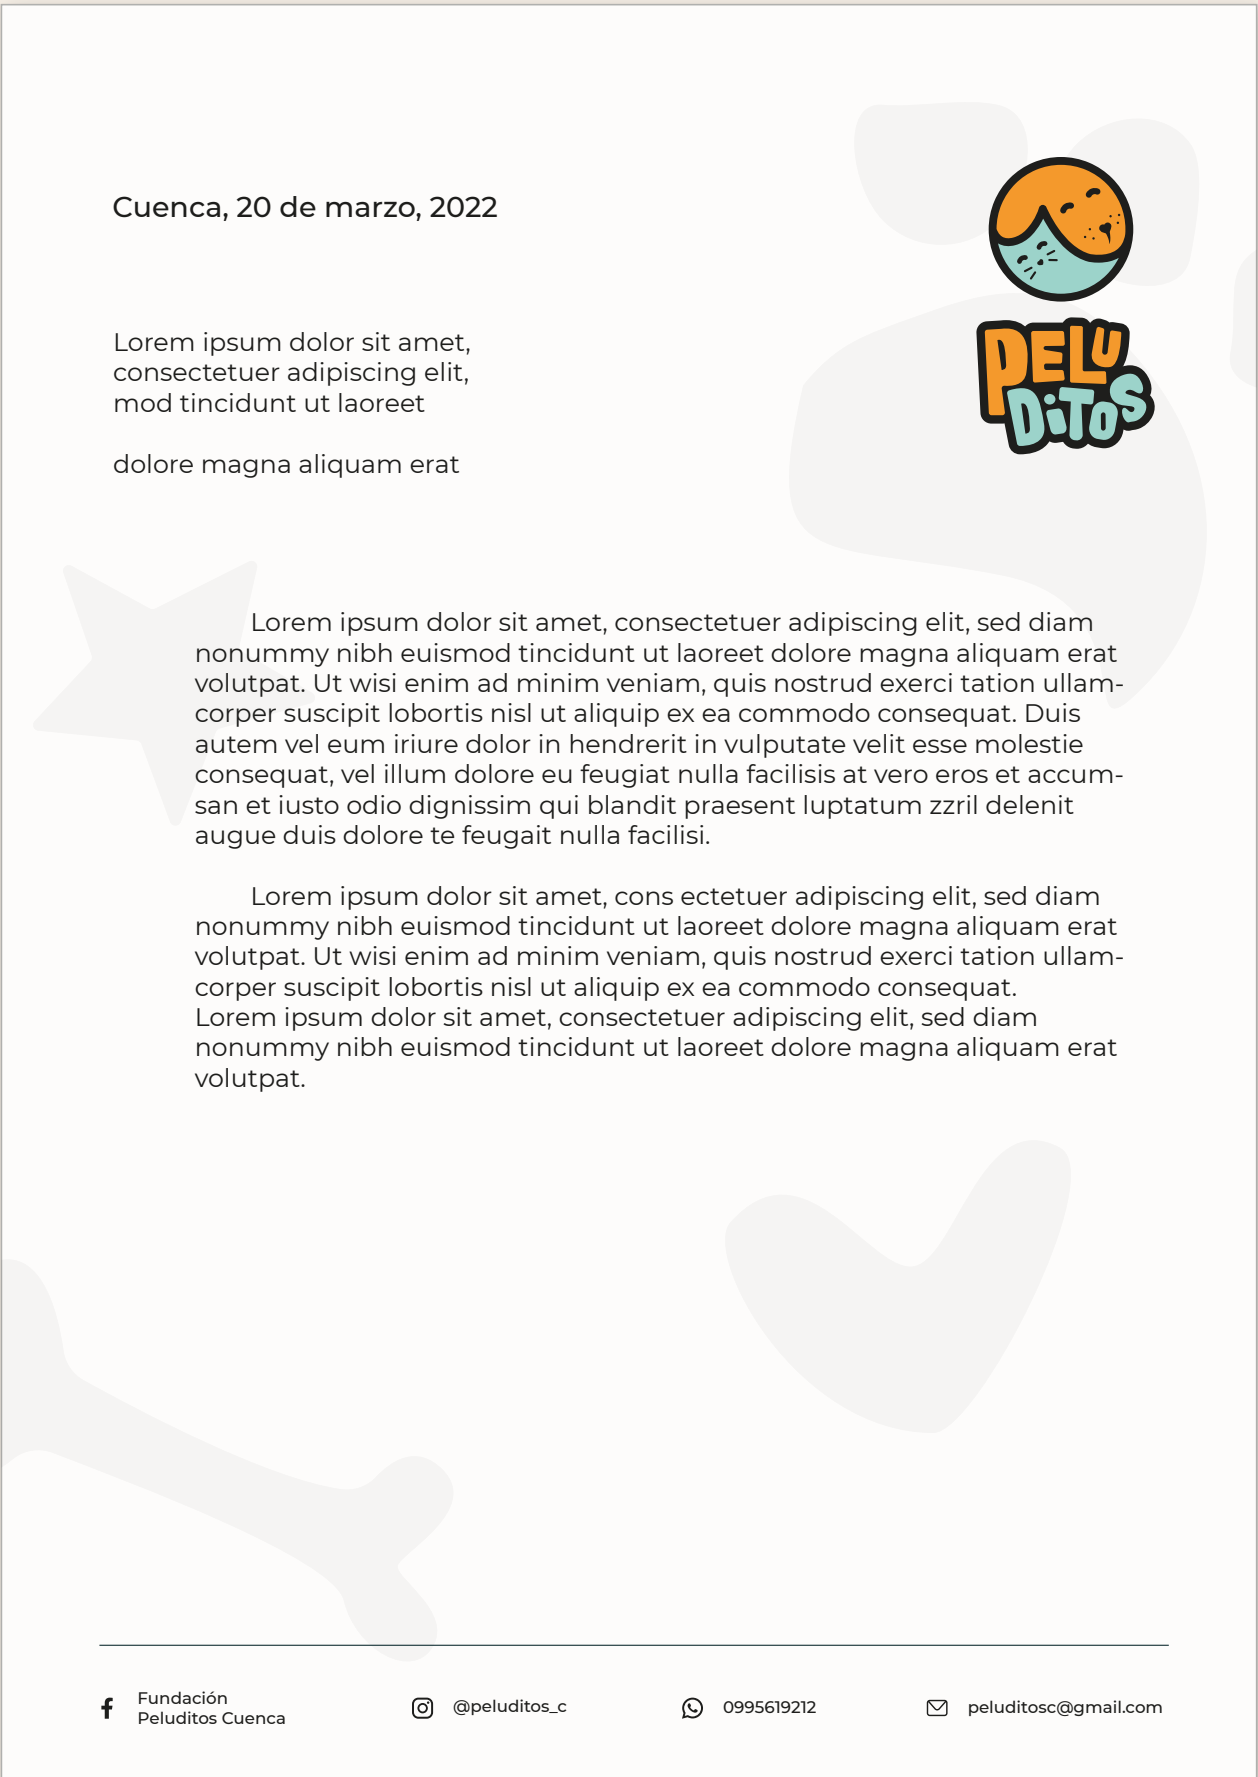 Cuenca, 20 de marzo, 2022
PELU
DiTOS
Lorem ipsum dolor sit amet,
consectetuer adipiscing elit,
mod tincidunt ut laoreet
dolore magna aliquam erat
Lorem ipsum dolor sit amet, consectetuer adipiscing elit, sed diam
nonummy nibh euismod tincidunt ut laoreet dolore magna aliquam erat
volutpat. Ut wisi enim ad minim veniam, quis nostrud exerci tation ullam-
corper suscipit lobortis nisl ut aliquip ex ea commodo consequat. Duis
autem vel eum iriure dolor in hendrerit in vulputate velit esse molestie
consequat, vel illum dolore eu feugiat nulla facilisis at vero eros et accum-
san et iusto odio dignissim qui blandit praesent luptatum zzril delenit
augue duis dolore te feugait nulla facilisi.
Lorem ipsum dolor sit amet, cons ectetuer adipiscing elit, sed diam
nonummy nibh euismod tincidunt ut laoreet dolore magna aliquam erat
volutpat. Ut wisi enim ad minim veniam, quis nostrud exerci tation ullam-
corper suscipit lobortis nisl ut aliquip ex ea commodo consequat.
Lorem ipsum dolor sit amet, consectetuer adipiscing elit, sed diam
nonummy nibh euismod tincidunt ut laoreet dolore magna aliquam erat
volutpat.
Fundación
Peluditos Cuenca
@peluditos_c
0995619212
peluditosc@gmail.com